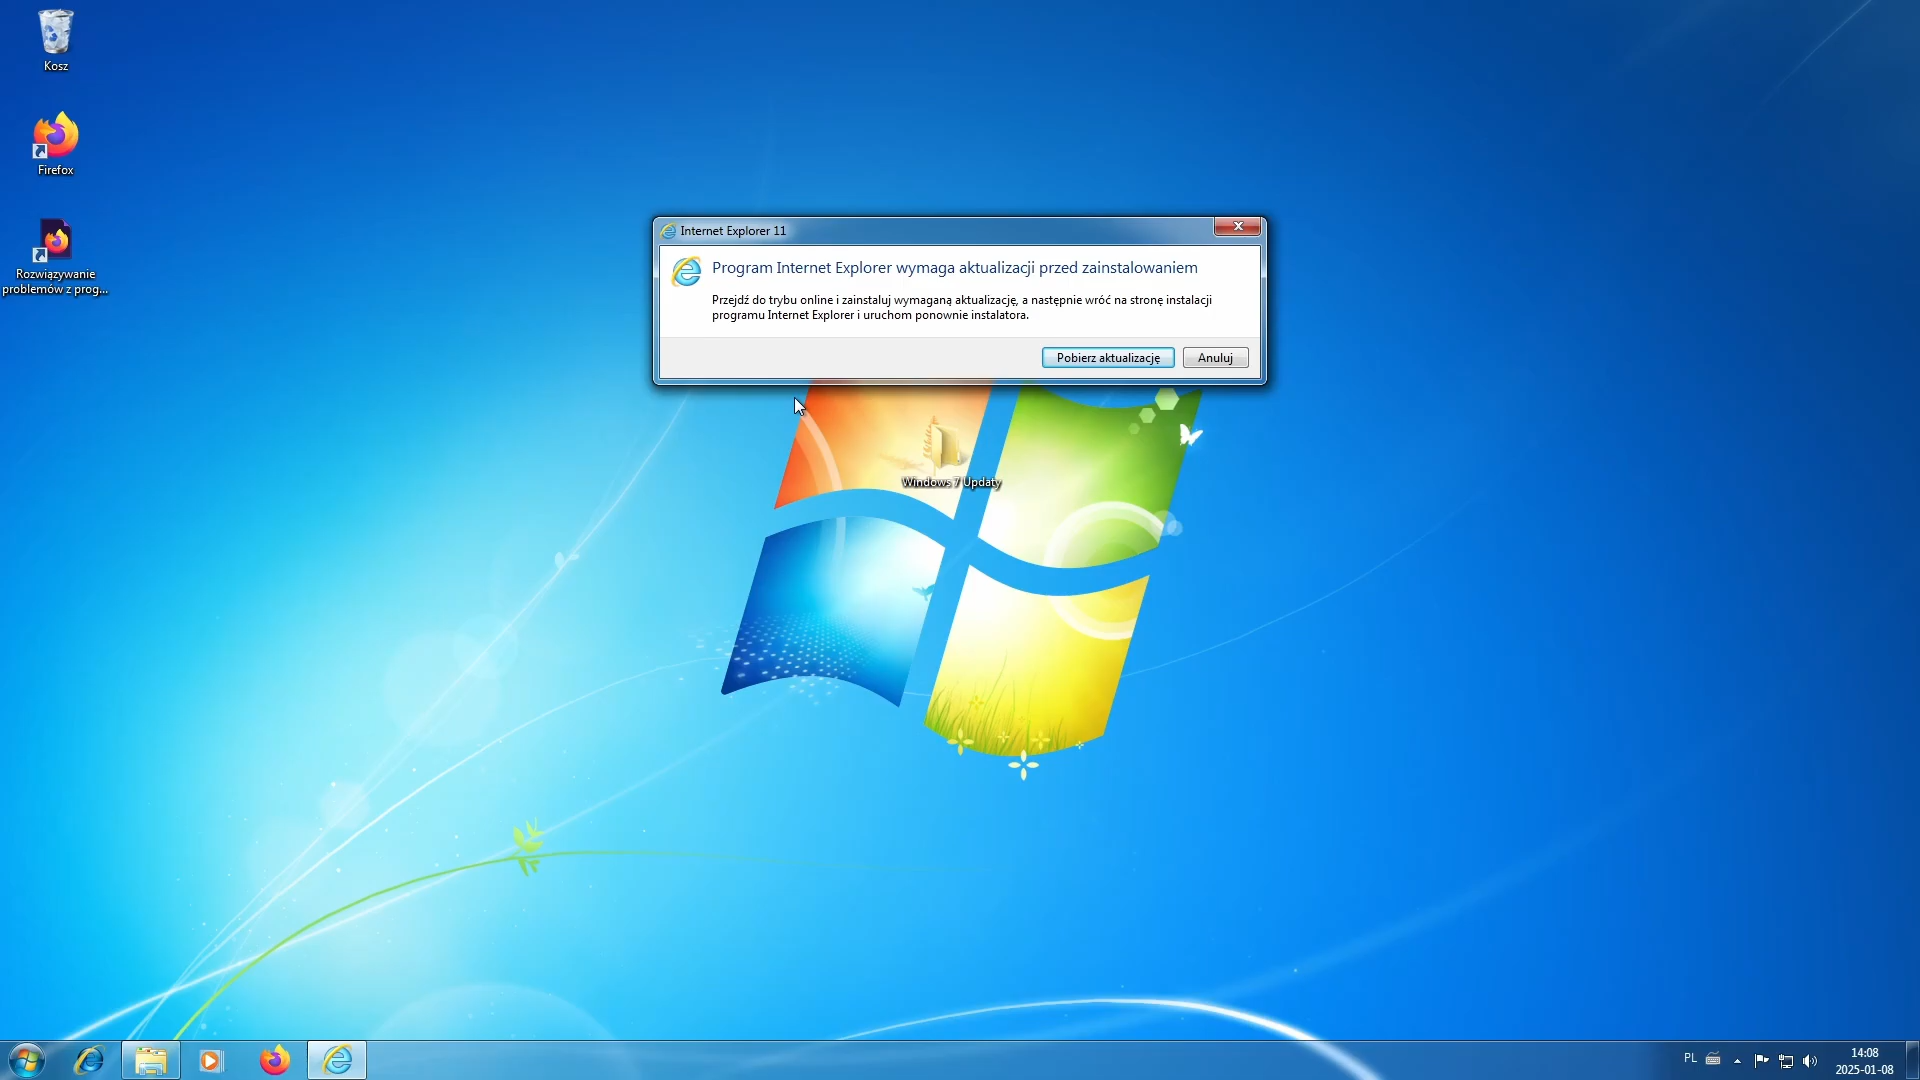 Kosz
Firefox
Rozwiązywanie
problemów z prog...
Internet Explorer 11
Program Internet Explorer wymaga aktualizacji przed zainstalowaniem
Przejdź do trybu online i zainstaluj wymaganą aktualizację, a następnie wróć na stronę instalacji
programu Internet Explorer i uruchom ponownie instalatora.
Pobierz aktualizację
Anuluj
Windows 7 Updaty
PL
14:08
2025-01-08